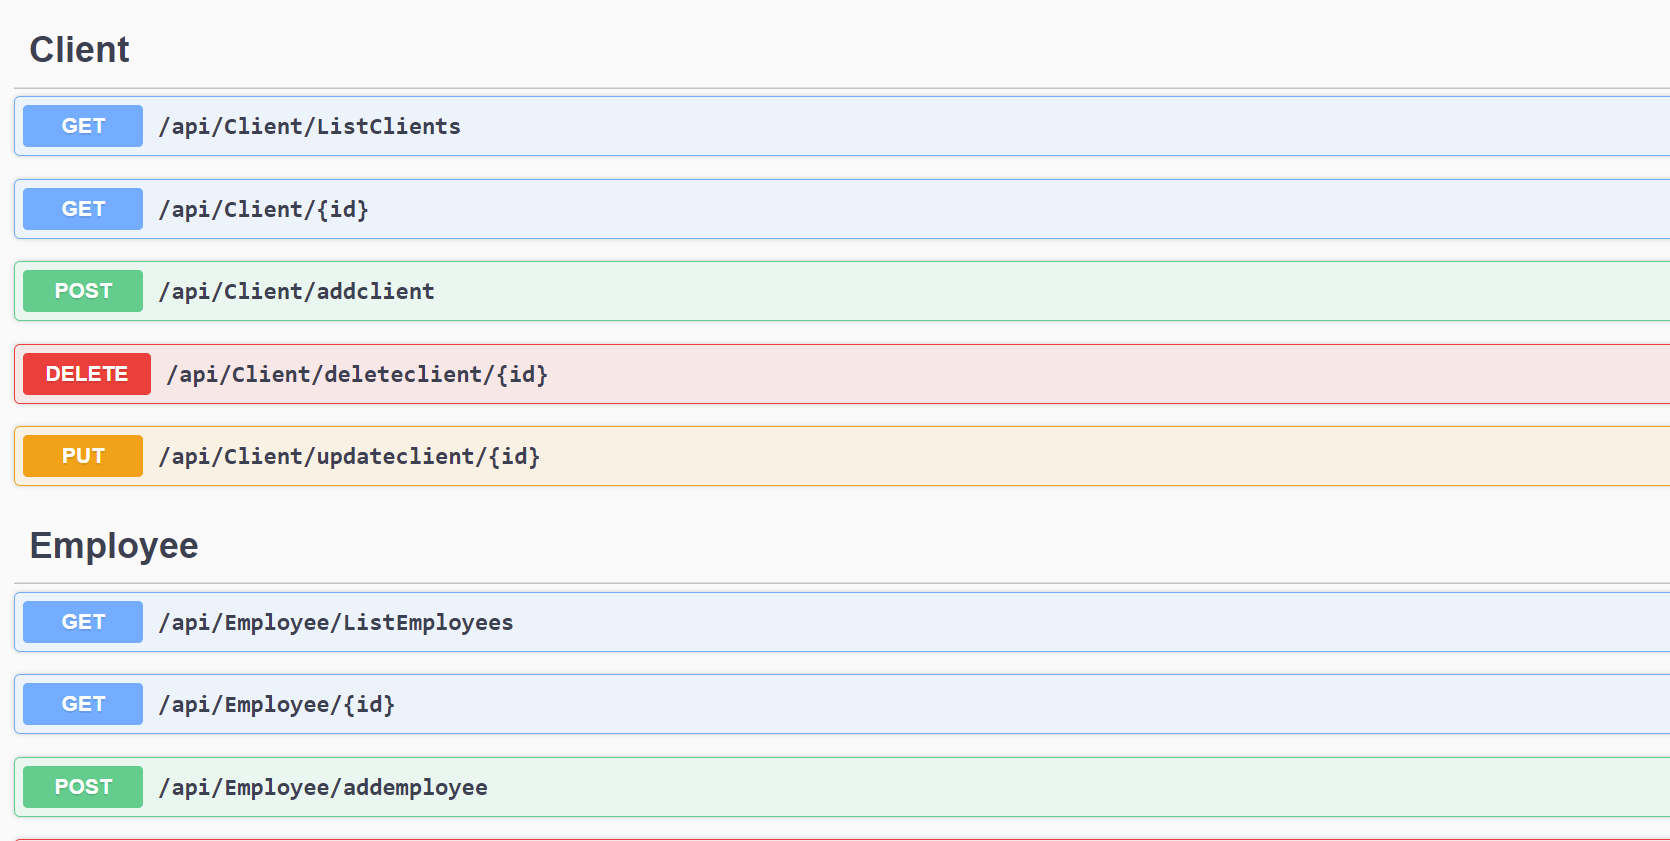 Client
GET /api/Client/ListClients
GET /api/Client/{id}
POST /api/Client/addclient
DELETE /api/Client/deleteclient/{id}
PUT /api/Client/updateclient/{id}
Employee
GET /api/Employee/ListEmployees
GET /api/Employee/{id}
POST /api/Employee/addemployee